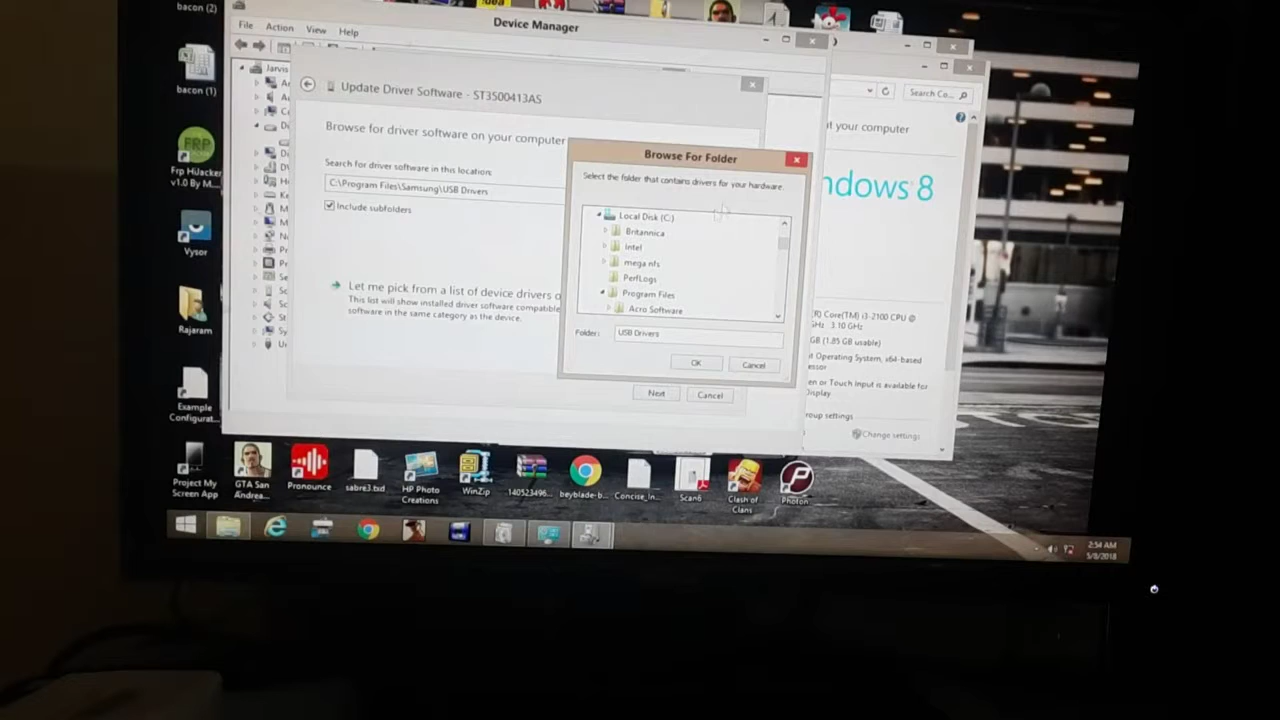 bacon (2)
Device Manager
File Action View Help
Jarvis
bacon (1)
Update Driver Software - ST3500413AS
Search Co...
Browse for driver software on your computer
t your computer
Browse For Folder
Search for driver software in this location:
Select the folder that contains drivers for your hardware.
C:\Program Files\Samsung\USB Drivers
ndows 8
Include subfolders
Local Disk (C:)
Britannica
Intel
mega nfs
PerfLogs
Program Files
Acro Software
FRP
Frp HiJacker
v1.0 By M...
Vysor
Let me pick from a list of device drivers o
This list will show installed driver software compatible
software in the same category as the device.
Folder: USB Drivers
OK Cancel
Next Cancel
(R) Core(TM) i3-2100 CPU @
GHz 3.10 GHz
GB (1.85 GB usable)
t Operating System, x64-based
essor
en or Touch Input is available for
Display
roup settings
Change settings
Rajaram
Example
Configurat...
Project My
Screen App
GTA San
Andrea...
Pronounce
sabre3.txt
HP Photo
Creations
WinZip
140523496...
beyblade-b...
Concise_In...
Scan6
Clash of
Clans
Photon
2:54 AM
5/8/2018